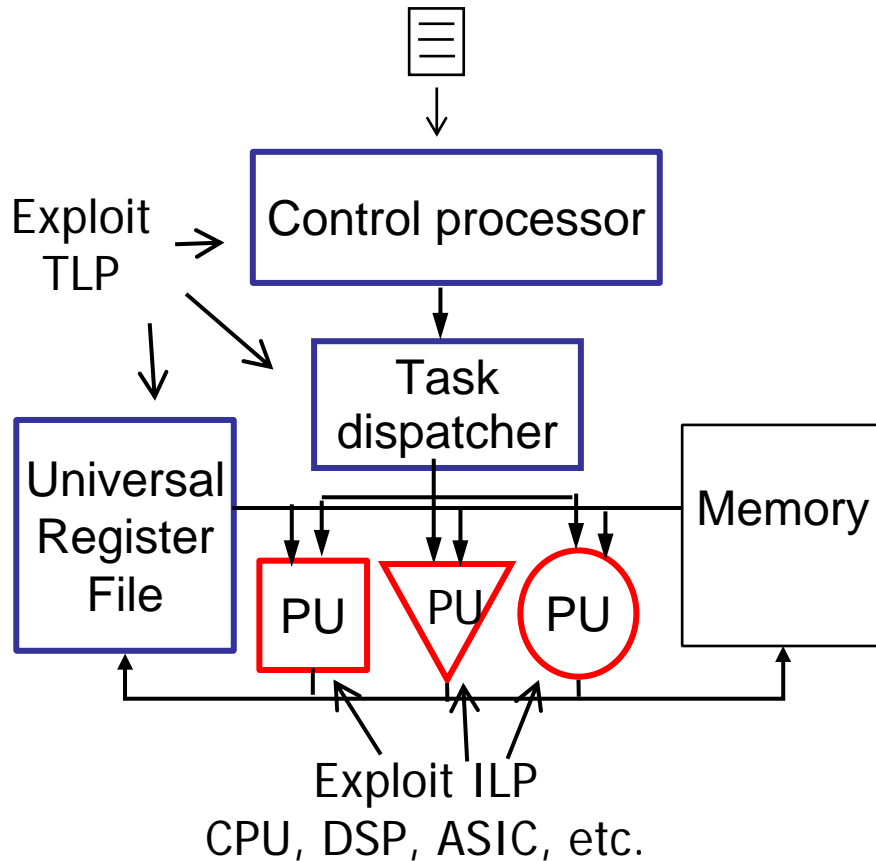 Control processor
Exploit
TLP
Task
dispatcher
Universal
Register
File
Memory
PU
PU
PU
Exploit ILP
CPU, DSP, ASIC, etc.